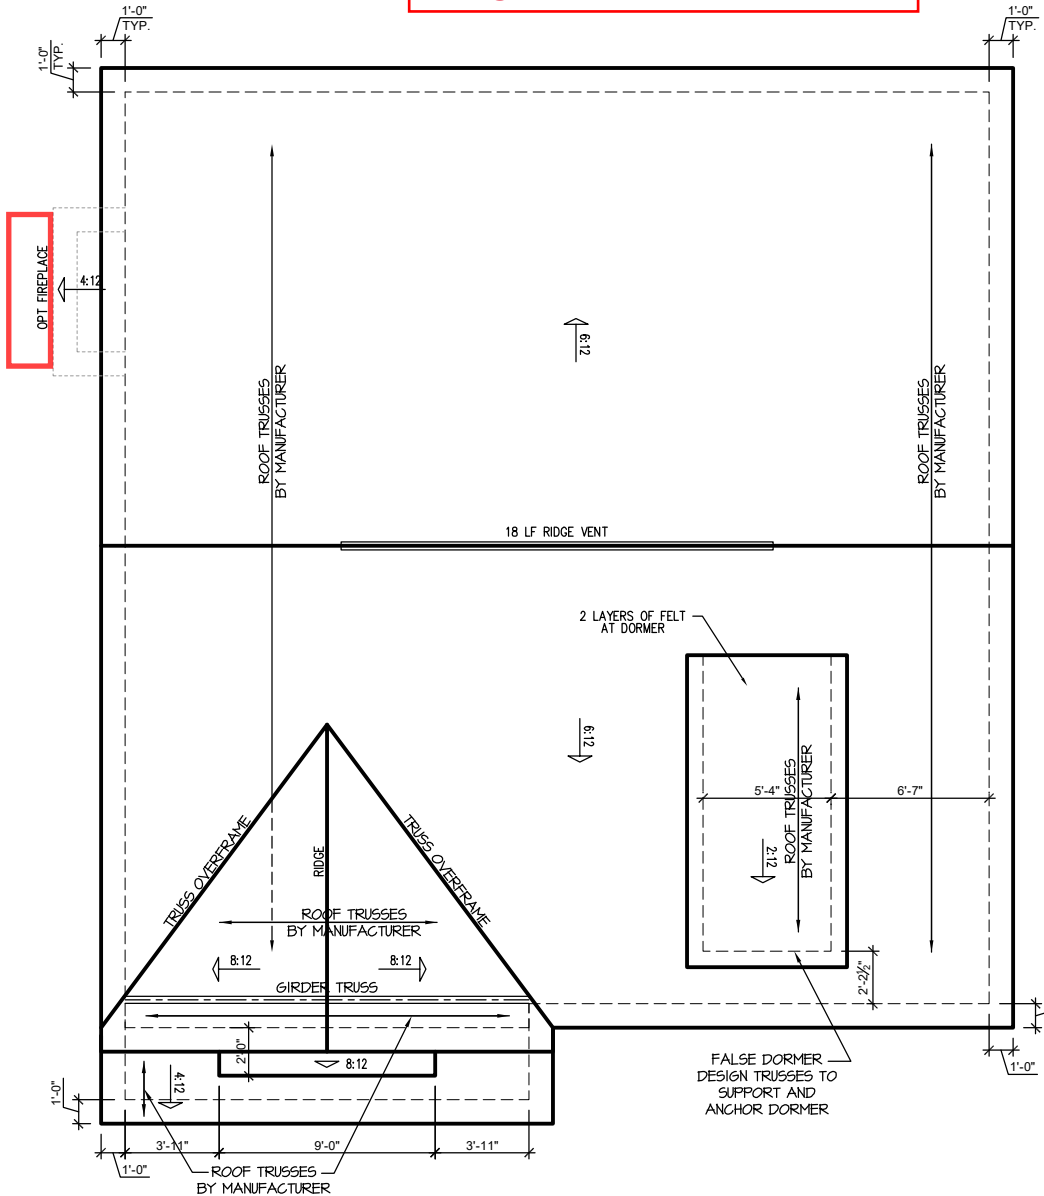 1'-0"
TYP.
1'-0"
TYP.
1'-0"
TYP.
OPT FIREPLACE
4:12
6:12
ROOF TRUSSES
BY MANUFACTURER
ROOF TRUSSES
BY MANUFACTURER
18 LF RIDGE VENT
2 LAYERS OF FELT
AT DORMER
6:12
5'-4"
6'-7"
ROOF TRUSSES
BY MANUFACTURER
2:12
TRUSS OVERFRAME
RIDGE
TRUSS OVERFRAME
ROOF TRUSSES
BY MANUFACTURER
8:12
8:12
GIRDER TRUSS
2'-2½"
2'-0"
8:12
4:12
1'-0"
FALSE DORMER
DESIGN TRUSSES TO
SUPPORT AND
ANCHOR DORMER
1'-0"
3'-11"
9'-0"
3'-11"
1'-0"
ROOF TRUSSES
BY MANUFACTURER